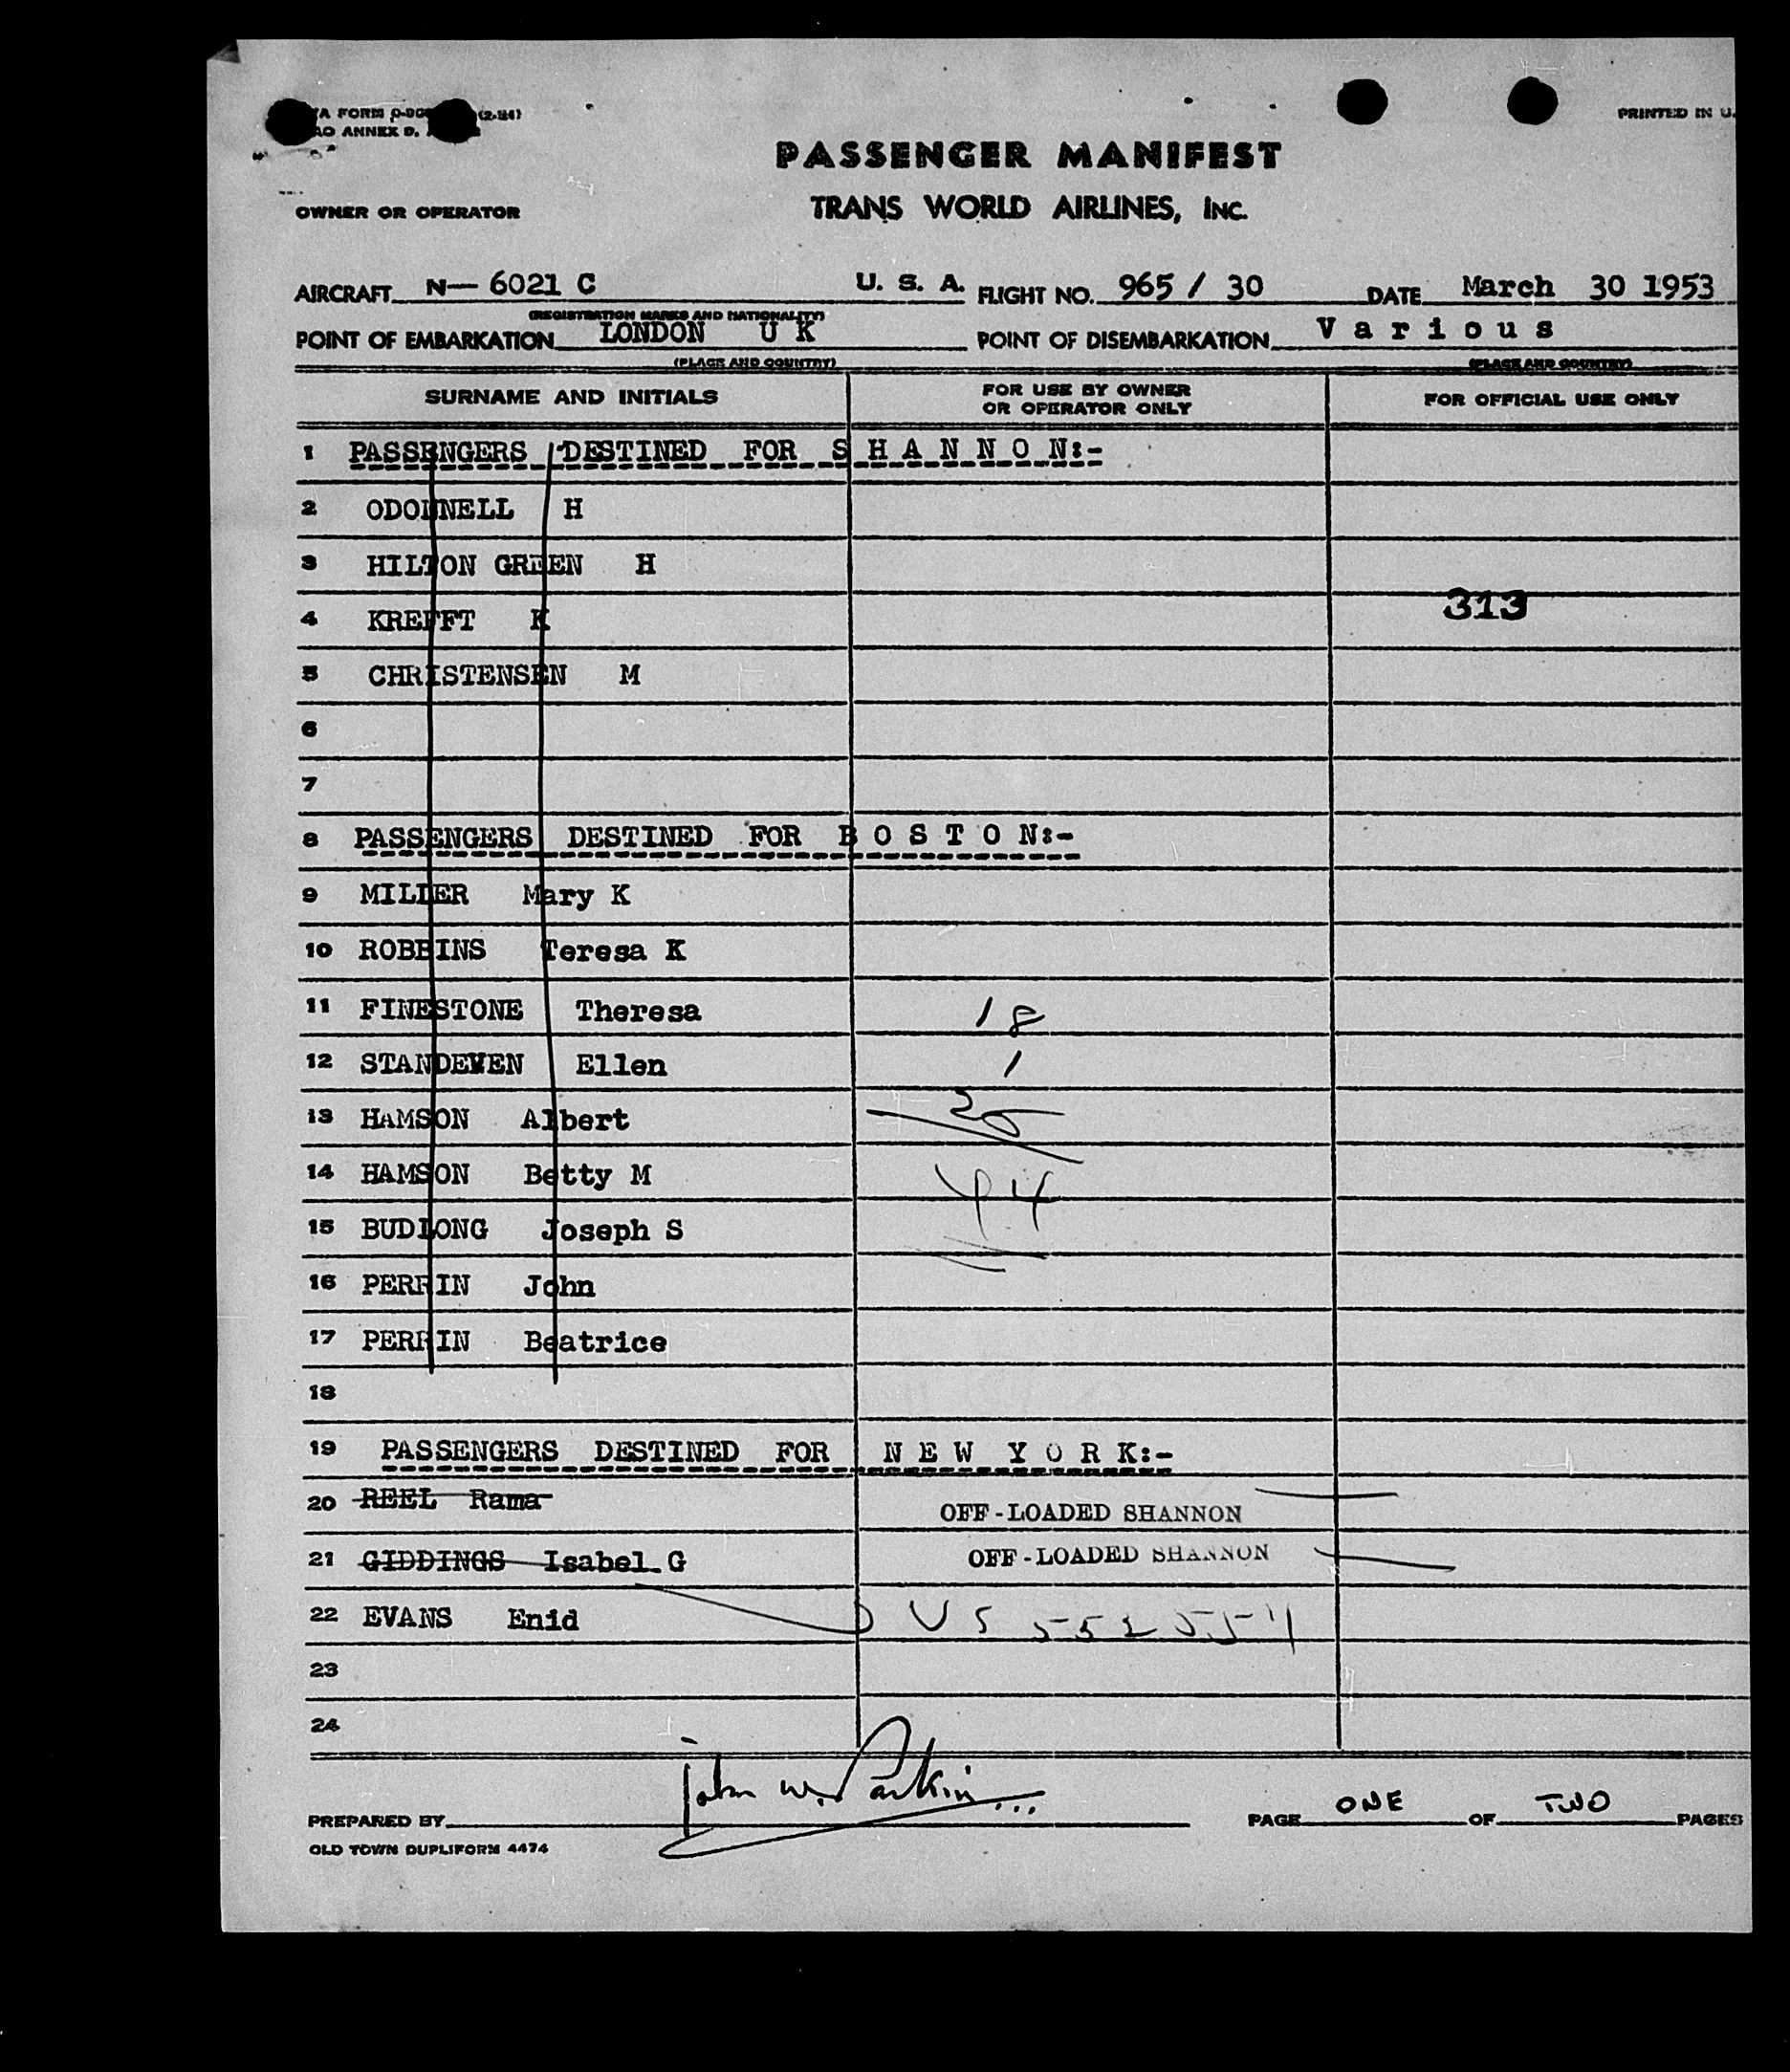 PRINTED IN U.
ANNEX 9.
PASSENGER MANIFEST
OWNER OR OPERATOR TRANS WORLD AIRLINES, INC.
AIRCRAFT N— 6021 C U. S. A. FLIGHT NO. 965 / 30 DATE March 30 1953
(REGISTRATION MARKS AND NATIONALITY)
POINT OF EMBARKATION LONDON U K POINT OF DISEMBARKATION V a r i o u s
(PLACE AND COUNTRY) (PLACE AND COUNTRY)
SURNAME AND INITIALS FOR USE BY OWNER OR OPERATOR ONLY FOR OFFICIAL USE ONLY
1 PASSENGERS DESTINED FOR S H A N N O N:-
2 ODONNELL H
3 HILTON GREEN H
313
4 KREFFT K
5 CHRISTENSEN M
6
7
8 PASSENGERS DESTINED FOR B O S T O N:-
9 MILLER Mary K
10 ROBBINS Teresa K
11 FINESTONE Theresa 18
12 STANDEVEN Ellen 1
13 HAMSON Albert
14 HAMSON Betty M 44
15 BUDLONG Joseph S
16 PERRIN John
17 PERRIN Beatrice
18
19 PASSENGERS DESTINED FOR N E W Y O R K:-
20 REEL Rama OFF-LOADED SHANNON
21 GIDDINGS Isabel G OFF-LOADED SHANNON
22 EVANS Enid
23
24
PREPARED BY John W. Parkin... PAGE ONE OF TWO PAGES
OLD TOWN DUPLIFORM 4474